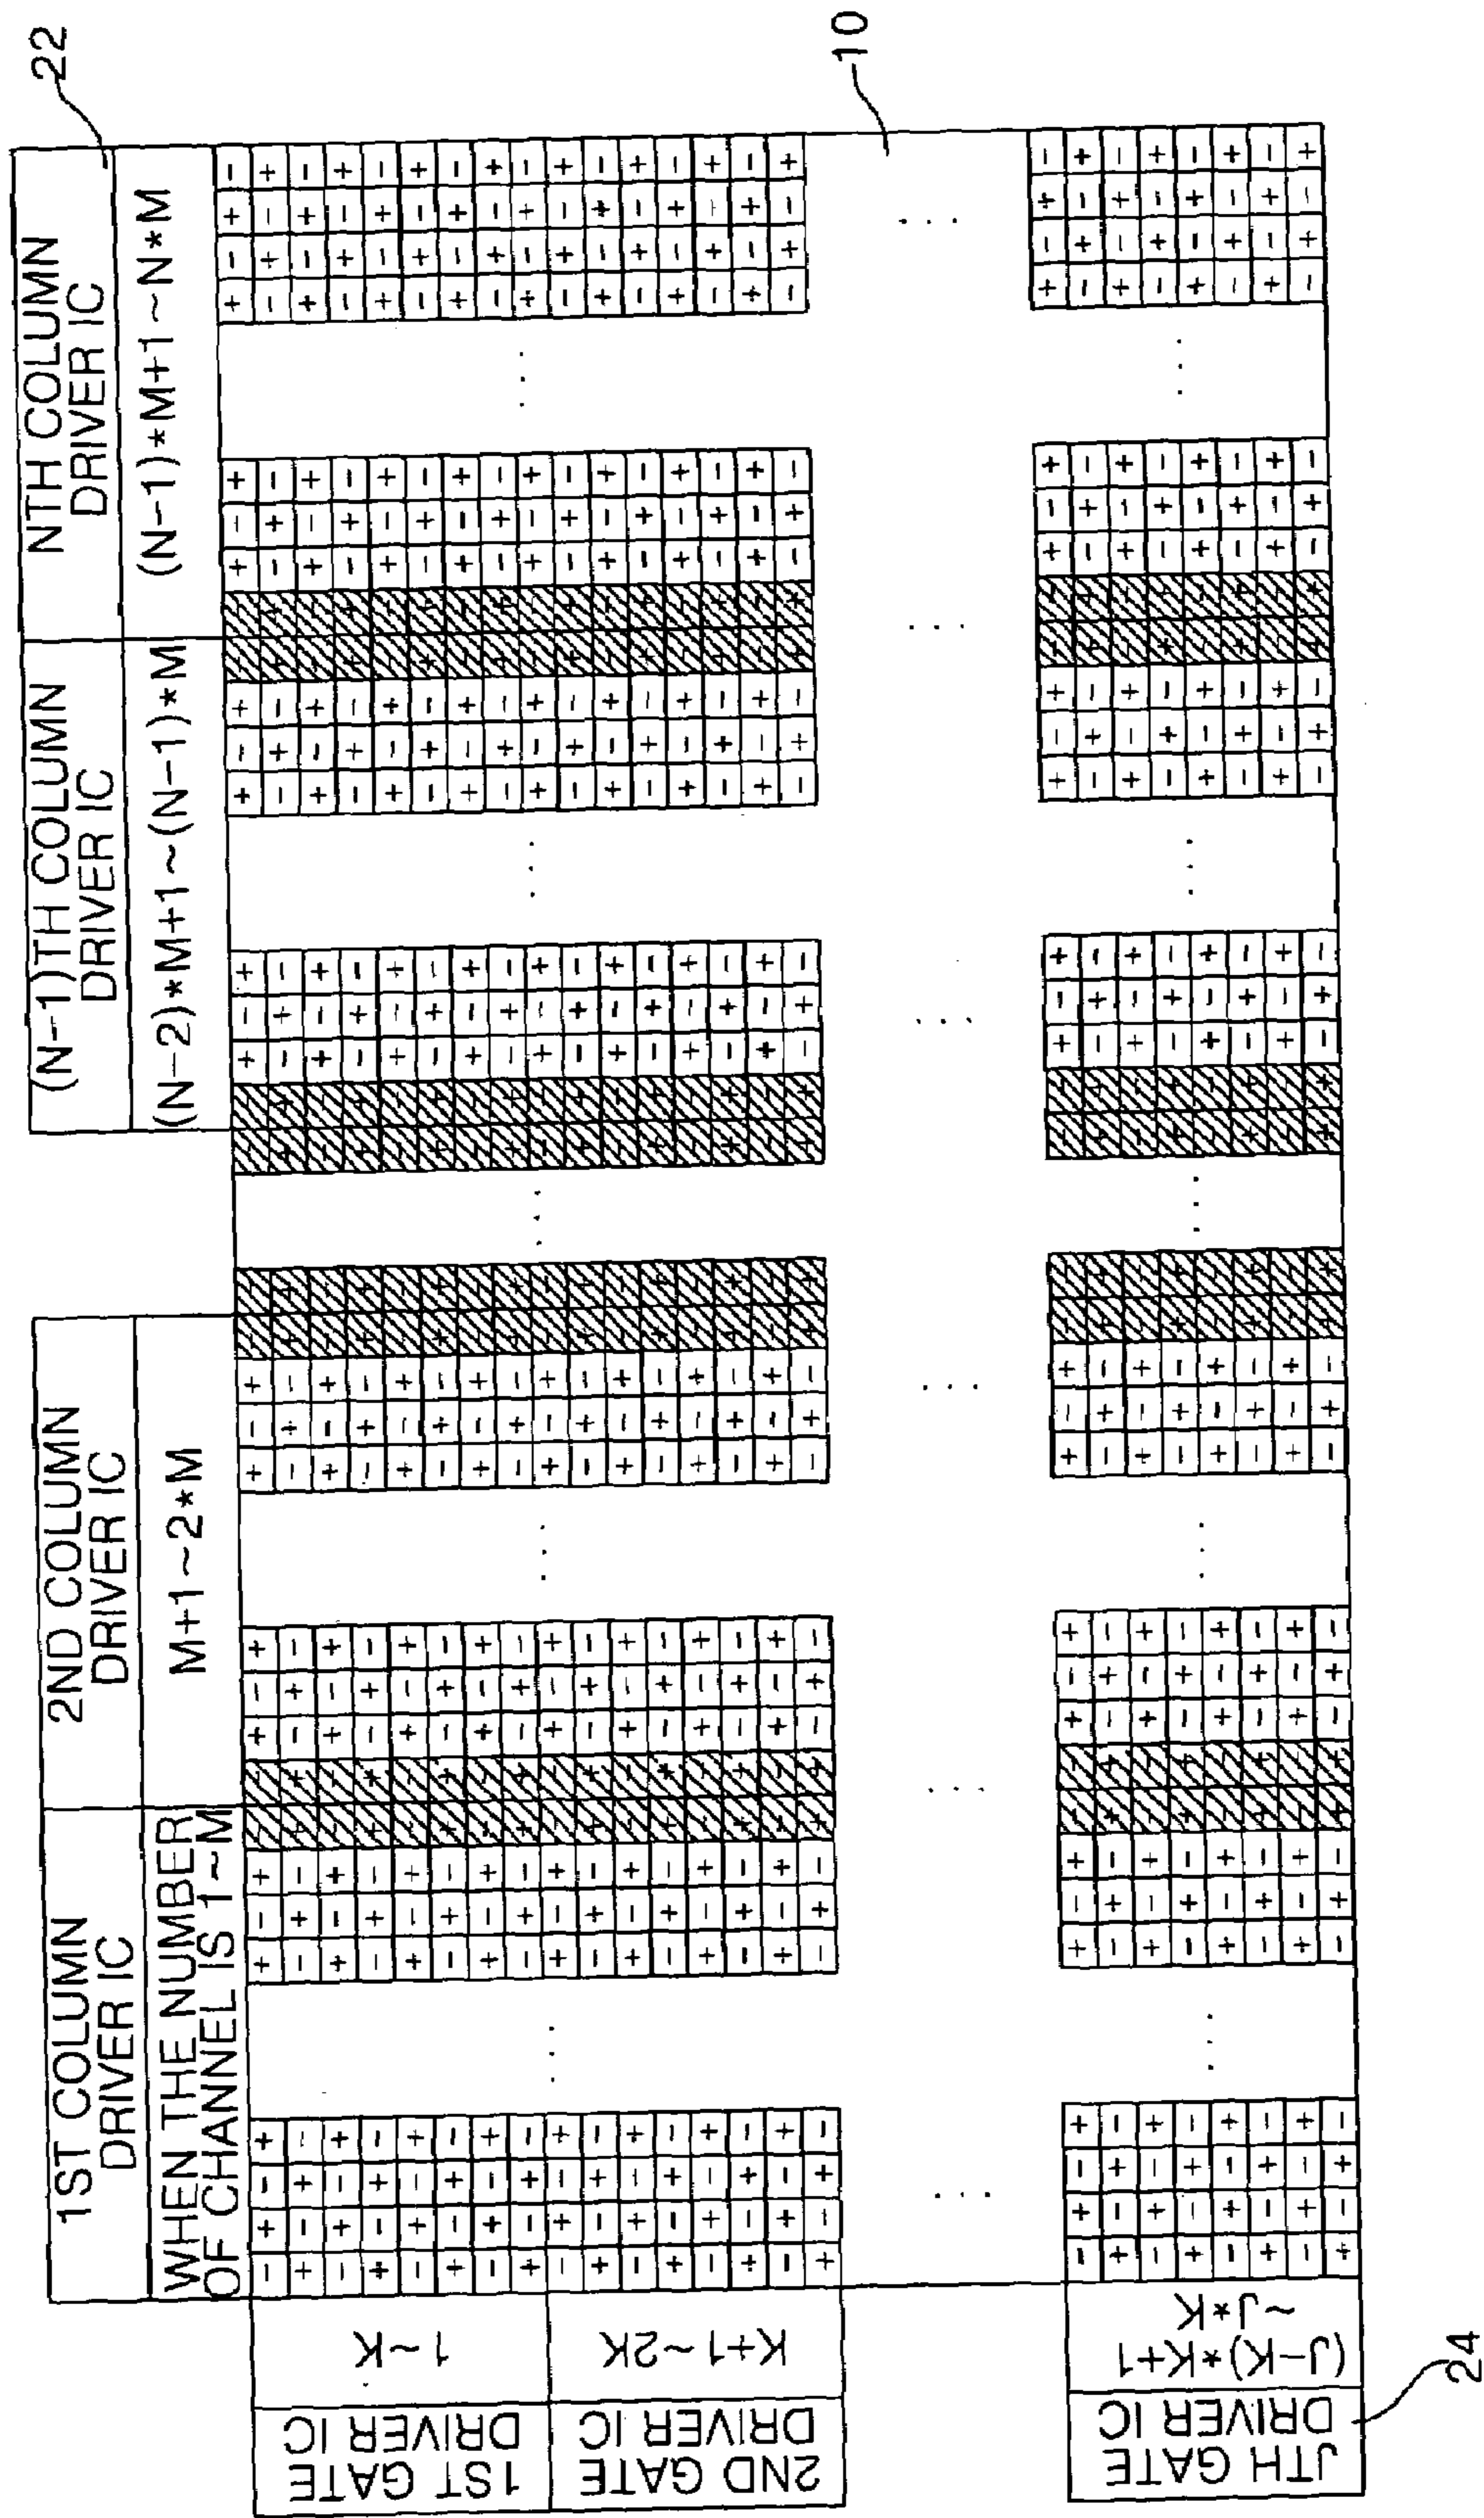 1ST COLUMN
DRIVER IC
2ND COLUMN
DRIVER IC
(N-1)TH COLUMN
DRIVER IC
NTH COLUMN
DRIVER IC
22
WHEN THE NUMBER
OF CHANNEL IS 1~M
M+1~2*M
(N-2)*M+1~(N-1)*M
(N-1)*M+1~N*M
1ST GATE
DRIVER IC
1~K
2ND GATE
DRIVER IC
K+1~2K
10
JTH GATE
DRIVER IC
(J-K)*K+1
~J*K
24